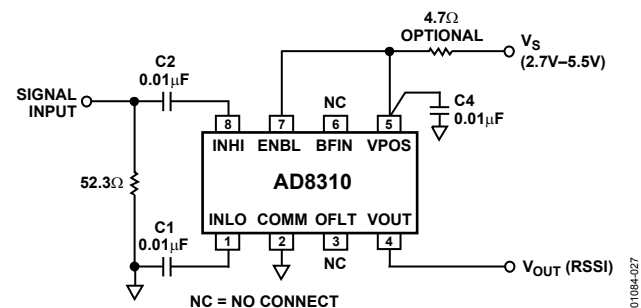 4.7Ω
OPTIONAL
VS
(2.7V–5.5V)
C2
0.01µF
SIGNAL
INPUT
NC
C4
0.01µF
8
7
6
5
INHI
ENBL
BFIN
VPOS
52.3Ω
AD8310
C1
0.01µF
INLO
COMM
OFLT
VOUT
1
2
3
4
NC
VOUT (RSSI)
NC = NO CONNECT
01084-027